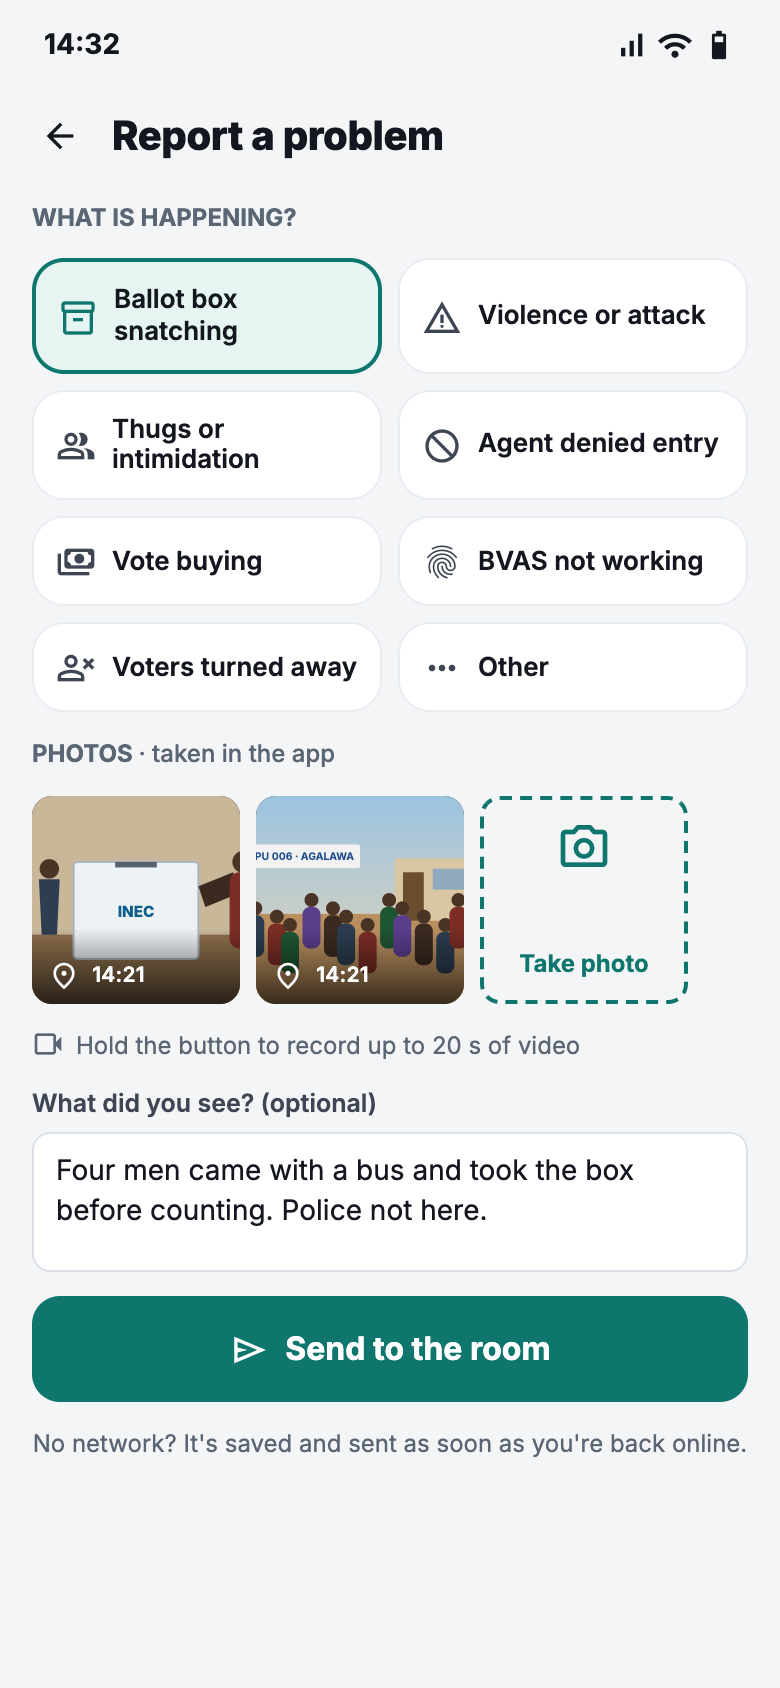 14:32
Report a problem
WHAT IS HAPPENING?
Ballot box
snatching
Violence or attack
Thugs or
intimidation
Agent denied entry
Vote buying
BVAS not working
Voters turned away
Other
PHOTOS · taken in the app
INEC
14:21
PU 006 · AGALAWA
14:21
Take photo
Hold the button to record up to 20 s of video
What did you see? (optional)
Four men came with a bus and took the box
before counting. Police not here.
Send to the room
No network? It's saved and sent as soon as you're back online.